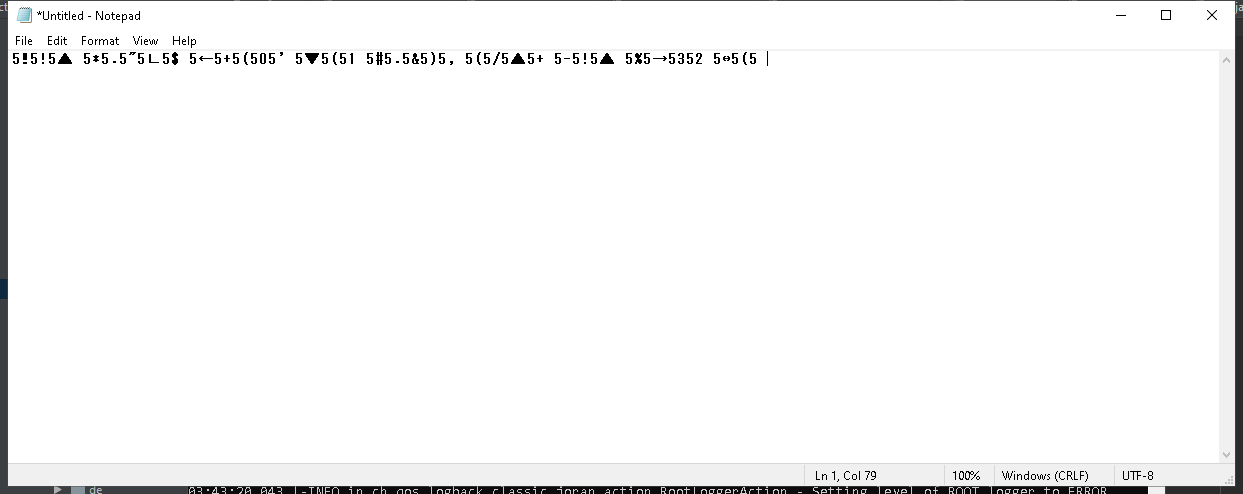 *Untitled - Notepad
File Edit Format View Help
5‼5!5▲ 5*5.5˝5∟5$ 5←5+5(5O5' 5▼5(51 5#5.5&5)5, 5(5/5▲5+ 5-5!5▲ 5%5→5352 5↔5(5
Ln 1, Col 79 100% Windows (CRLF) UTF-8
de 03:43:20,043 |-INFO in ch.qos.logback.classic.joran.action.RootLoggerAction - Setting level of ROOT logger to ERROR